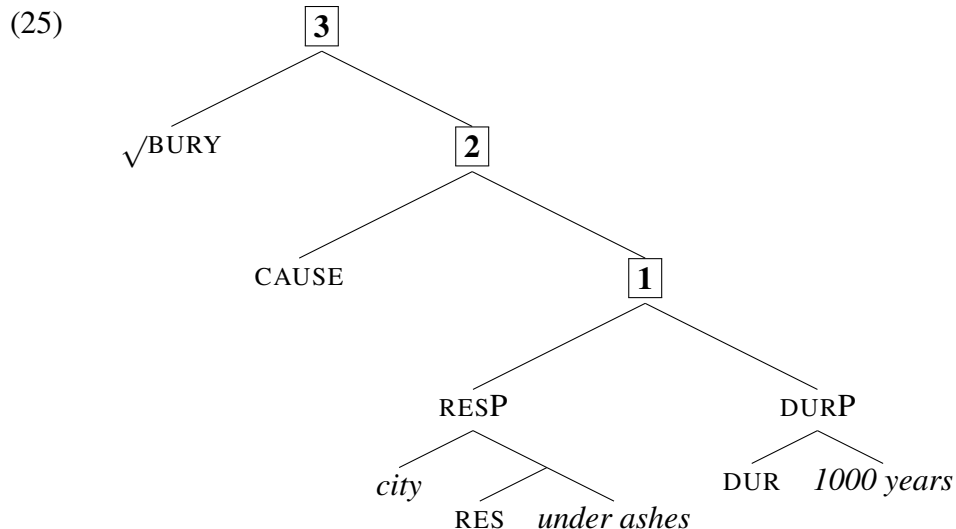 (25)
3
√BURY
2
CAUSE
1
RESP
DURP
city
DUR
1000 years
RES
under ashes